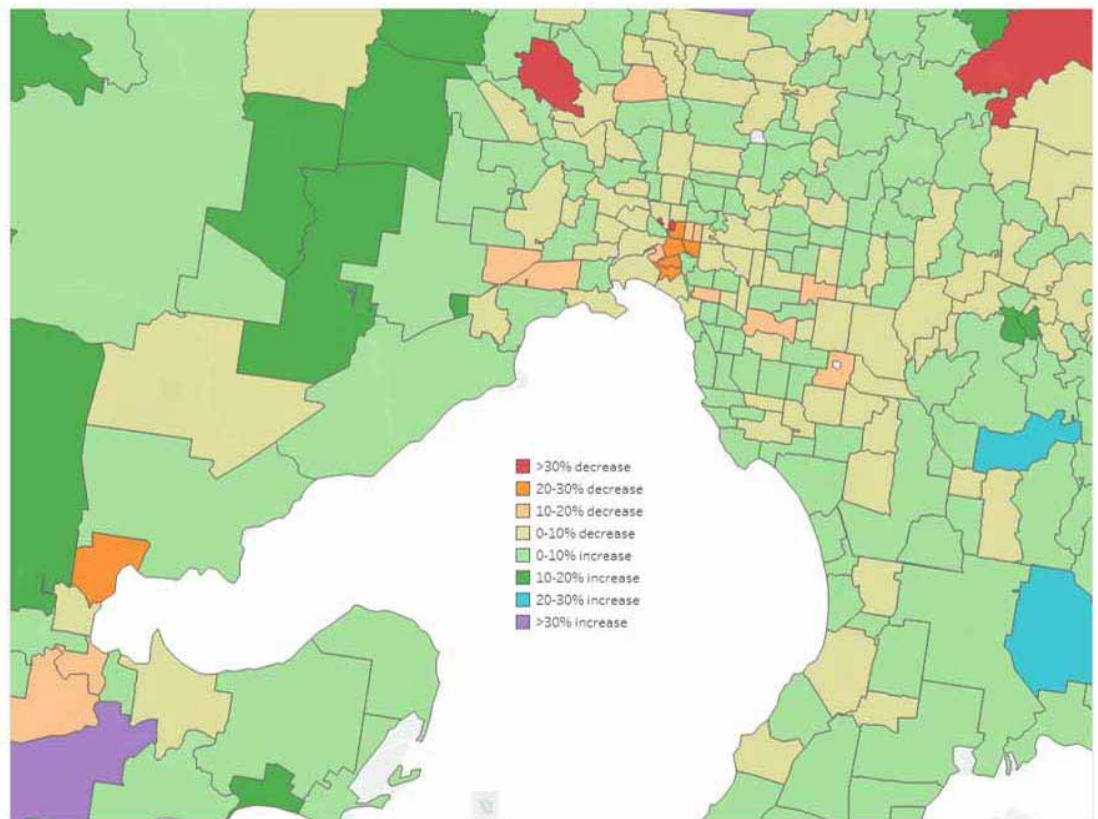 >30% decrease
20-30% decrease
10-20% decrease
0-10% decrease
0-10% increase
10-20% increase
20-30% increase
>30% increase